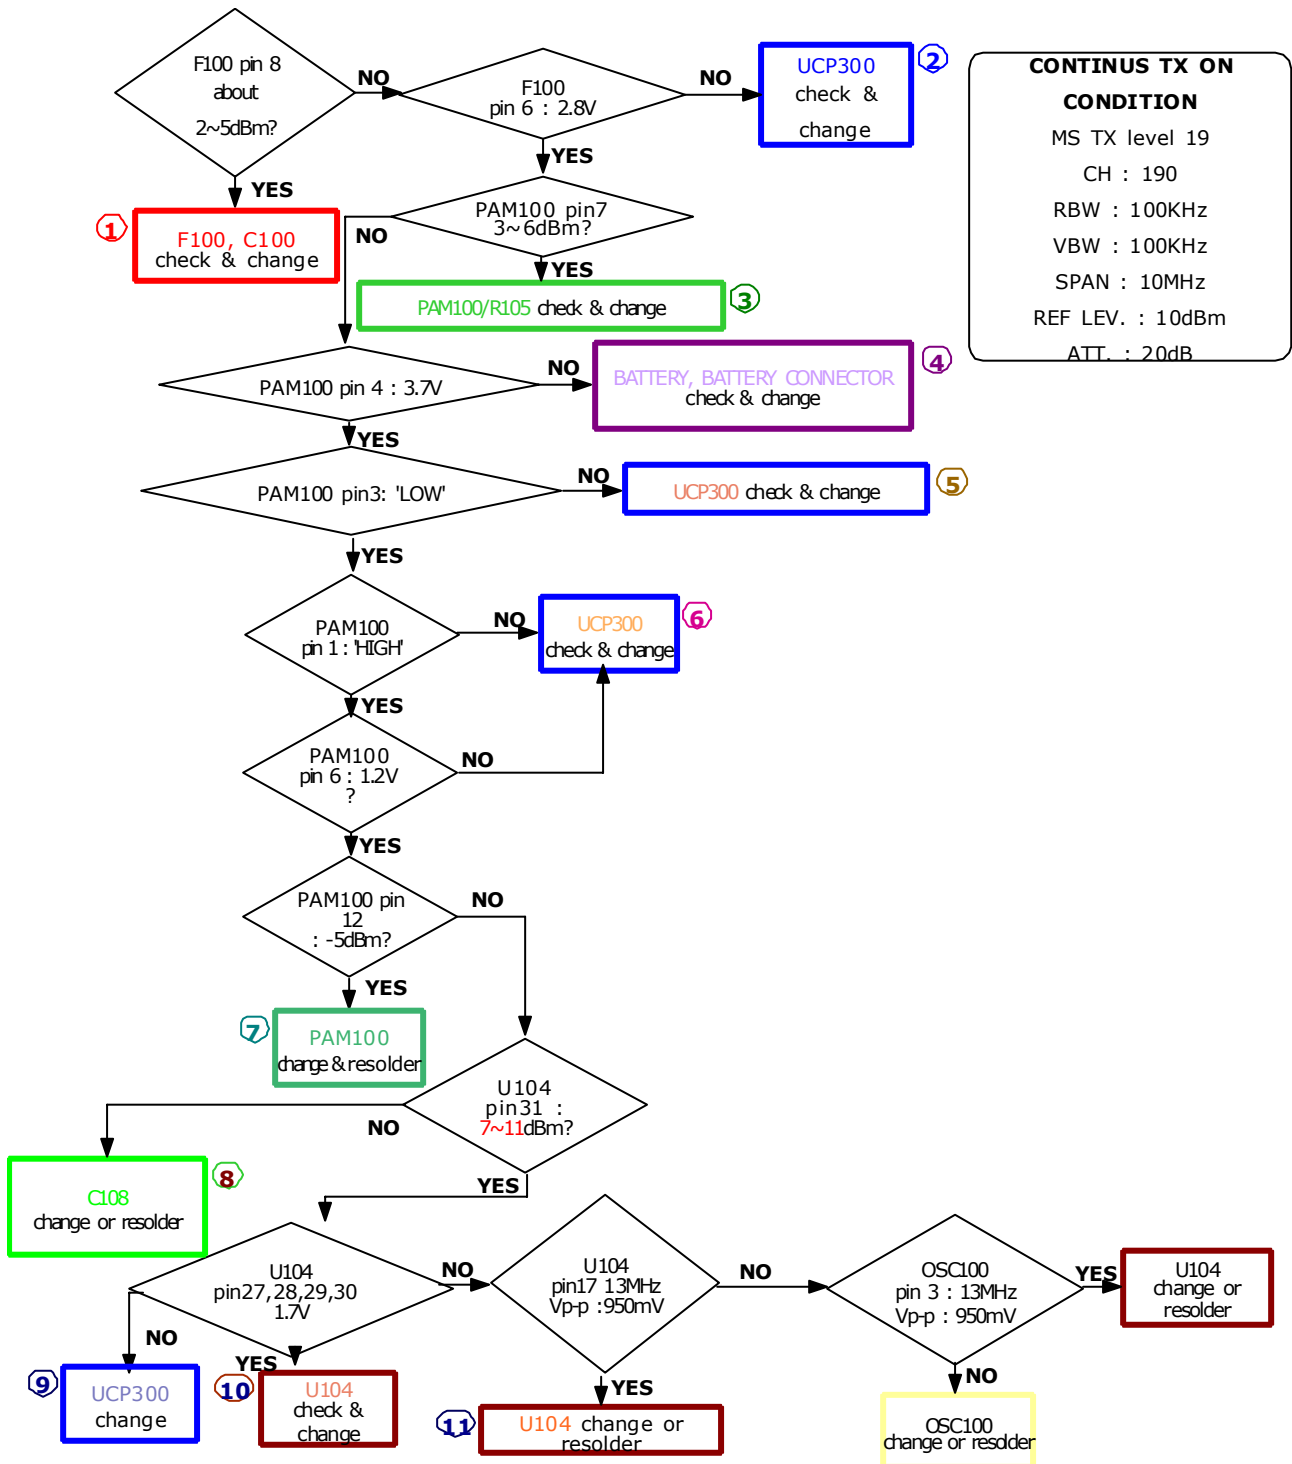 F100 pin 8
about
2~5dBm?
NO
F100
pin 6 : 2.8V
NO
UCP300
check &
change
2
CONTINUS TX ON
CONDITION
MS TX level 19
CH : 190
RBW : 100KHz
VBW : 100KHz
SPAN : 10MHz
REF LEV. : 10dBm
ATT. : 20dB
YES
YES
1
F100, C100
check & change
PAM100 pin7
3~6dBm?
NO
YES
PAM100/R105 check & change
3
PAM100 pin 4 : 3.7V
NO
BATTERY, BATTERY CONNECTOR
check & change
4
YES
PAM100 pin3: 'LOW'
NO
UCP300 check & change
5
YES
PAM100
pin 1 : 'HIGH'
NO
UCP300
check & change
6
YES
PAM100
pin 6 : 1.2V
?
NO
YES
PAM100 pin
12
: -5dBm?
NO
YES
7
PAM100
change & resolder
U104
pin31 :
7~11dBm?
NO
YES
8
C108
change or resolder
U104
pin27,28,29,30
1.7V
NO
U104
pin17 13MHz
Vp-p :950mV
NO
OSC100
pin 3 : 13MHz
Vp-p : 950mV
YES
U104
change or
resolder
NO
YES
YES
NO
9
UCP300
change
10
U104
check &
change
11
U104 change or
resolder
OSC100
change or resolder